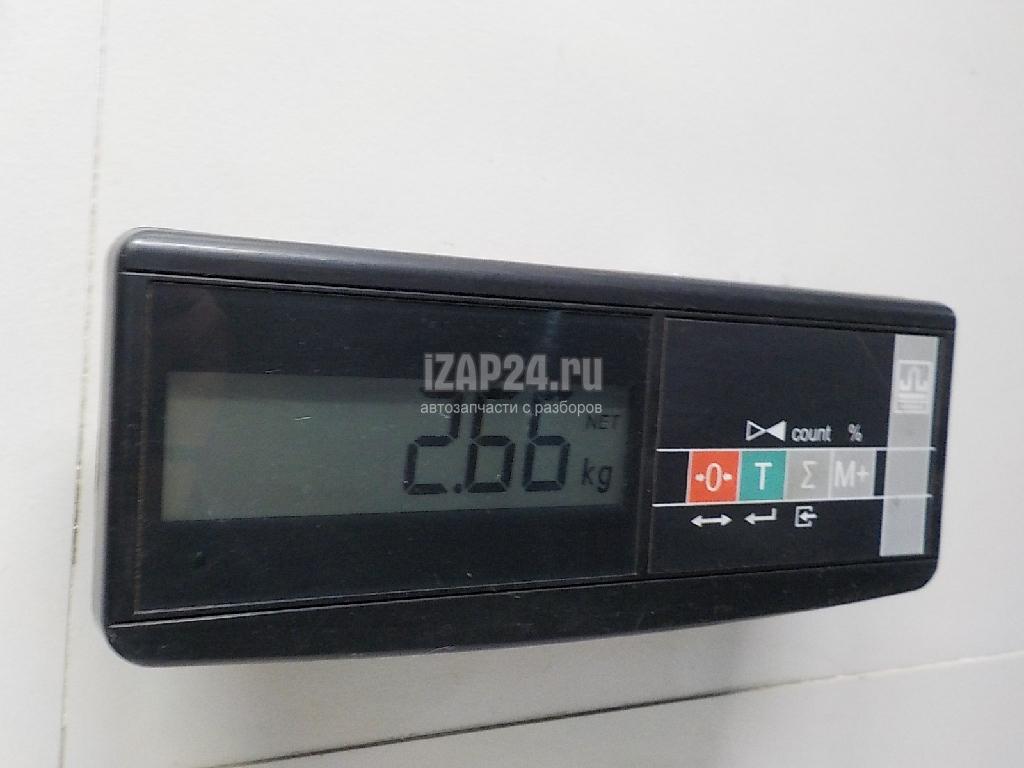 iZAP24.ru
автозапчасти с разборов
NET
2.66 kg
count %
→0← T Σ M+